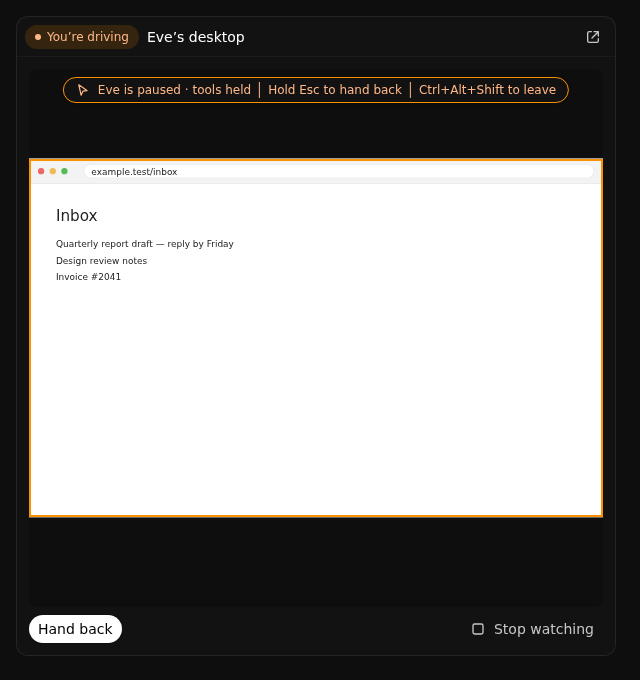 You’re driving Eve’s desktop
Eve is paused · tools held | Hold Esc to hand back | Ctrl+Alt+Shift to leave
example.test/inbox
Inbox
Quarterly report draft — reply by Friday
Design review notes
Invoice #2041
Hand back Stop watching